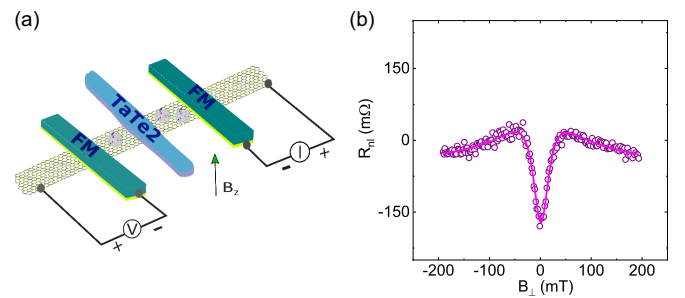 (a)
(b)
FM
TaTe2
FM
I
+
−
B_z
V
+
−
R_nl (mΩ)
150
0
-150
-200
-100
0
100
200
B_⊥ (mT)